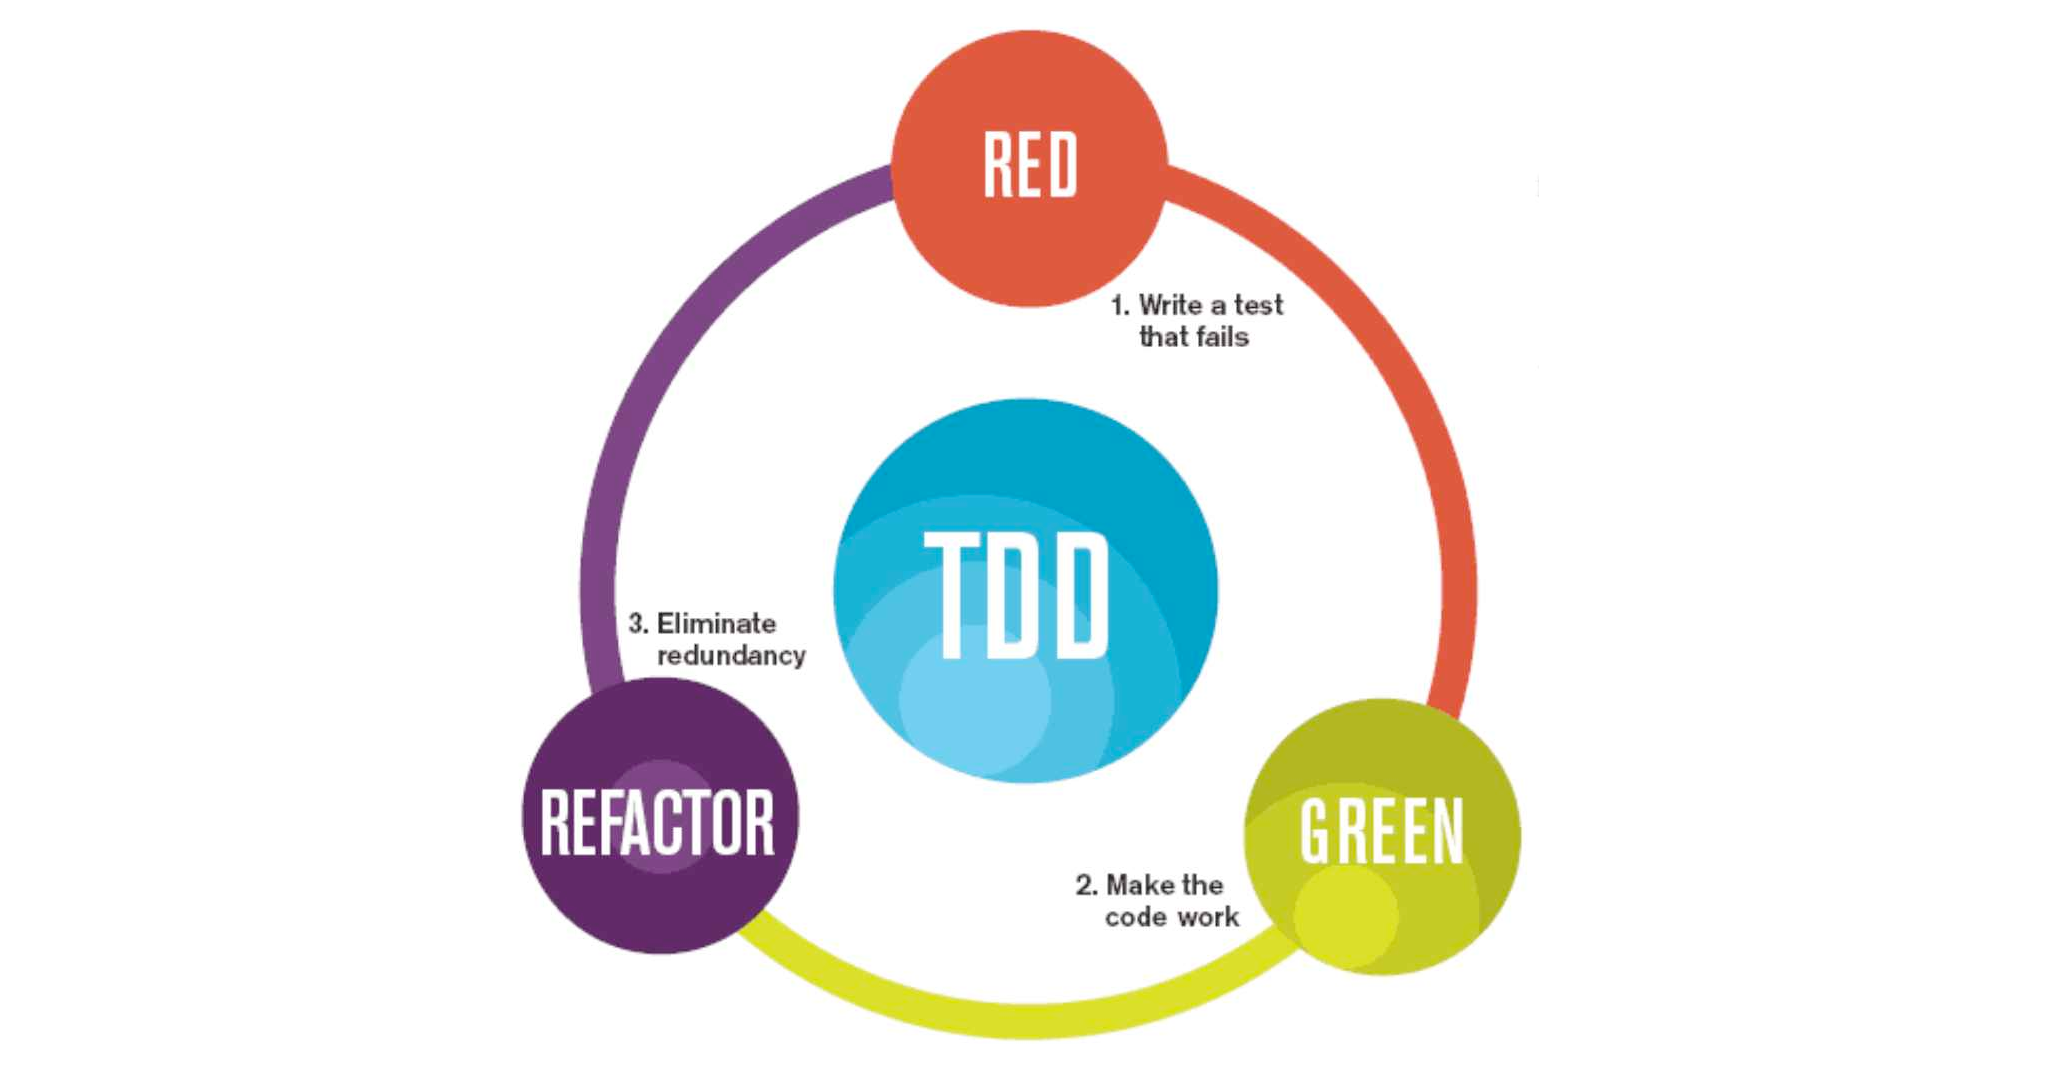 RED
1. Write a test
that fails
TDD
3. Eliminate
redundancy
REFACTOR
GREEN
2. Make the
code work